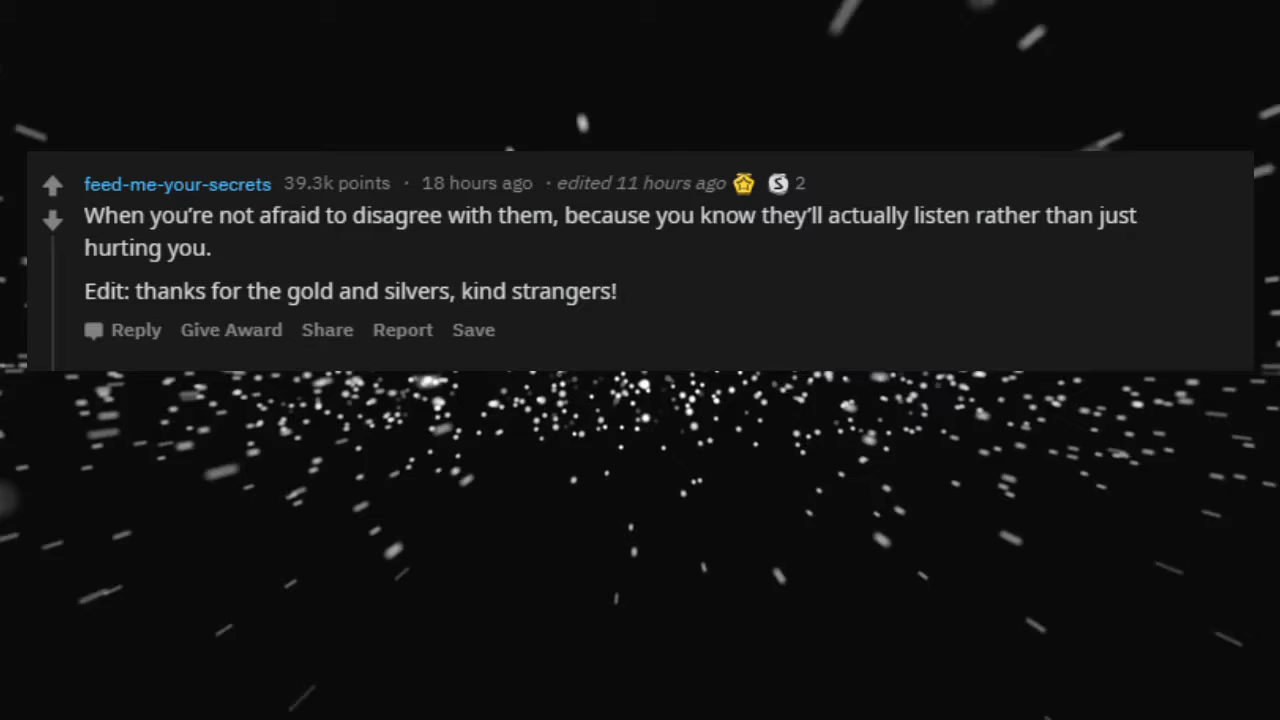 feed-me-your-secrets 39.3k points · 18 hours ago · edited 11 hours ago S 2
When you’re not afraid to disagree with them, because you know they’ll actually listen rather than just
hurting you.
Edit: thanks for the gold and silvers, kind strangers!
Reply Give Award Share Report Save